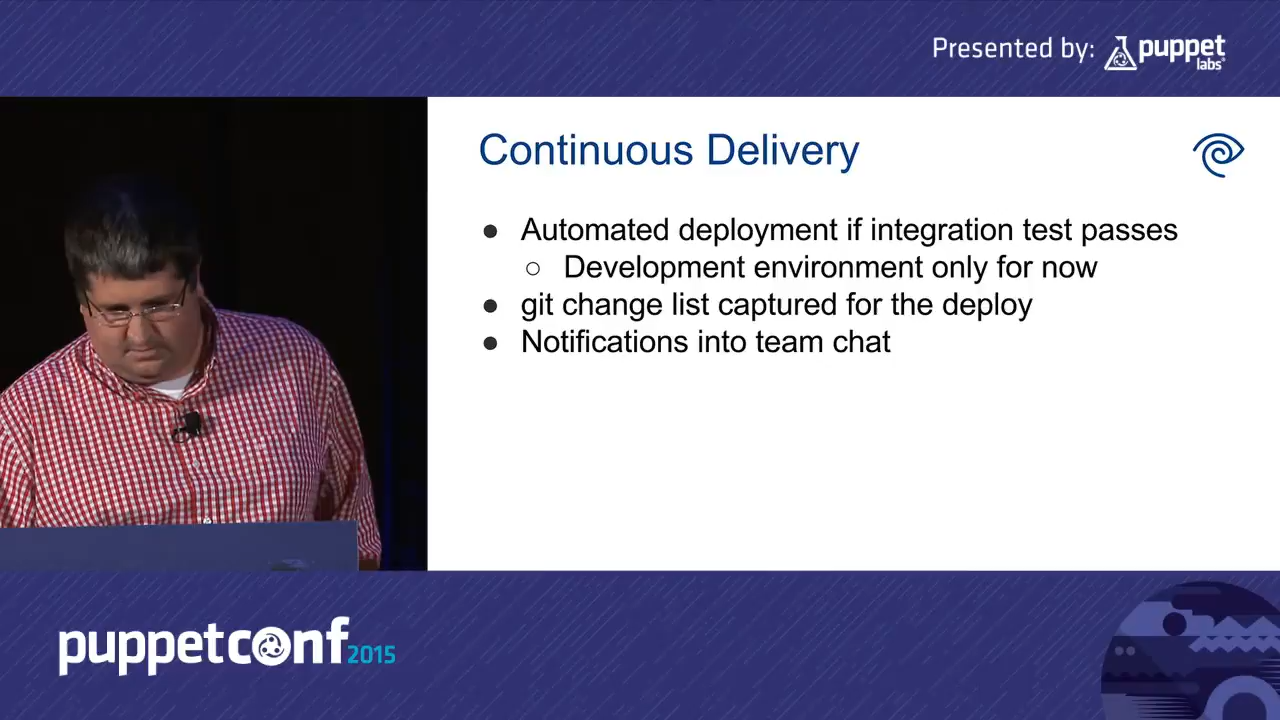 Presented by: puppet labs
Continuous Delivery
● Automated deployment if integration test passes
○ Development environment only for now
● git change list captured for the deploy
● Notifications into team chat
puppetconf 2015